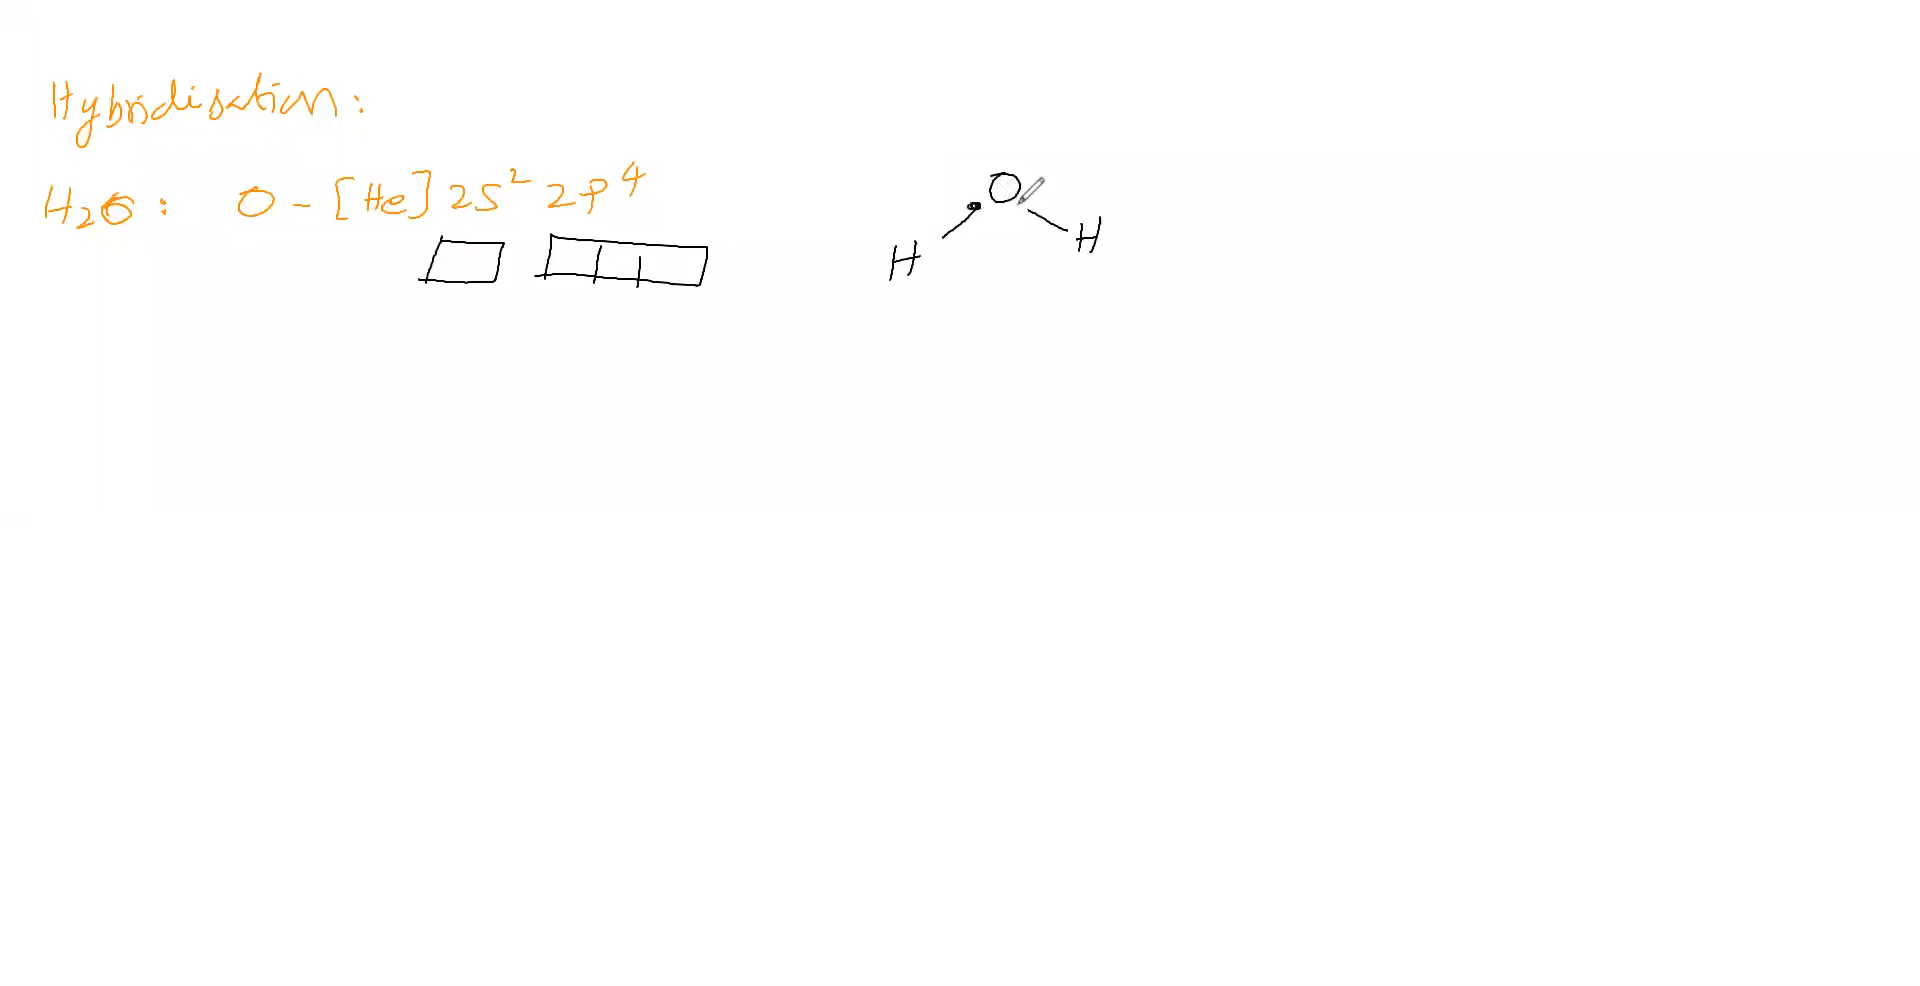 Hybridisation:
H₂O : O - [He] 2S² 2p⁴
O
H H